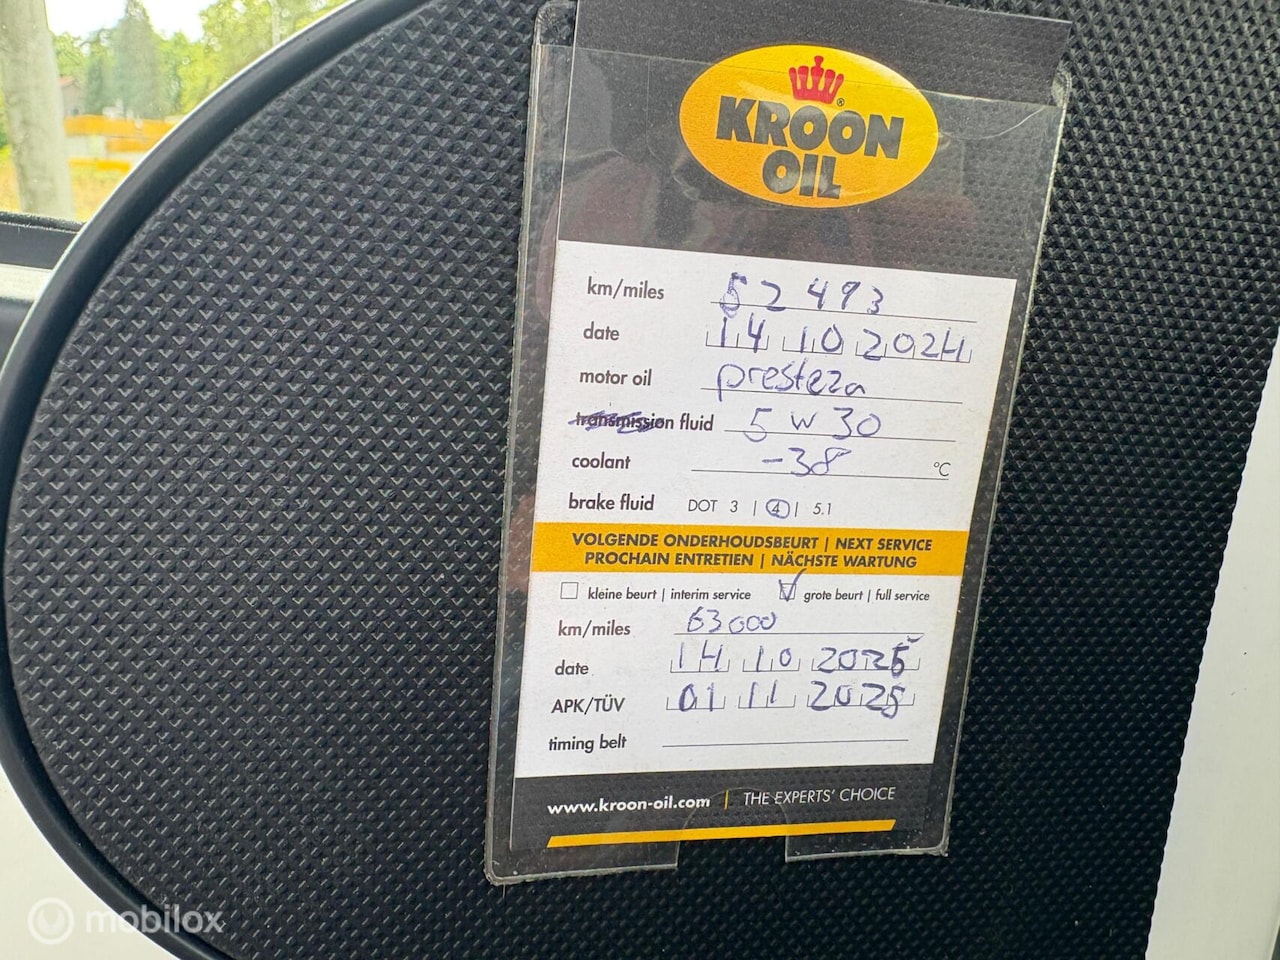 KROON
OIL
®
km/miles 52493
date 14 10 2024
motor oil presteza
transmission fluid 5W30
coolant -38 °C
brake fluid DOT 3 | 4 | 5.1
VOLGENDE ONDERHOUDSBEURT | NEXT SERVICE
PROCHAIN ENTRETIEN | NÄCHSTE WARTUNG
kleine beurt | interim service grote beurt | full service
km/miles 63000
date 14 10 2025
APK/TÜV 01 11 2025
timing belt
www.kroon-oil.com | THE EXPERTS' CHOICE
mobilox